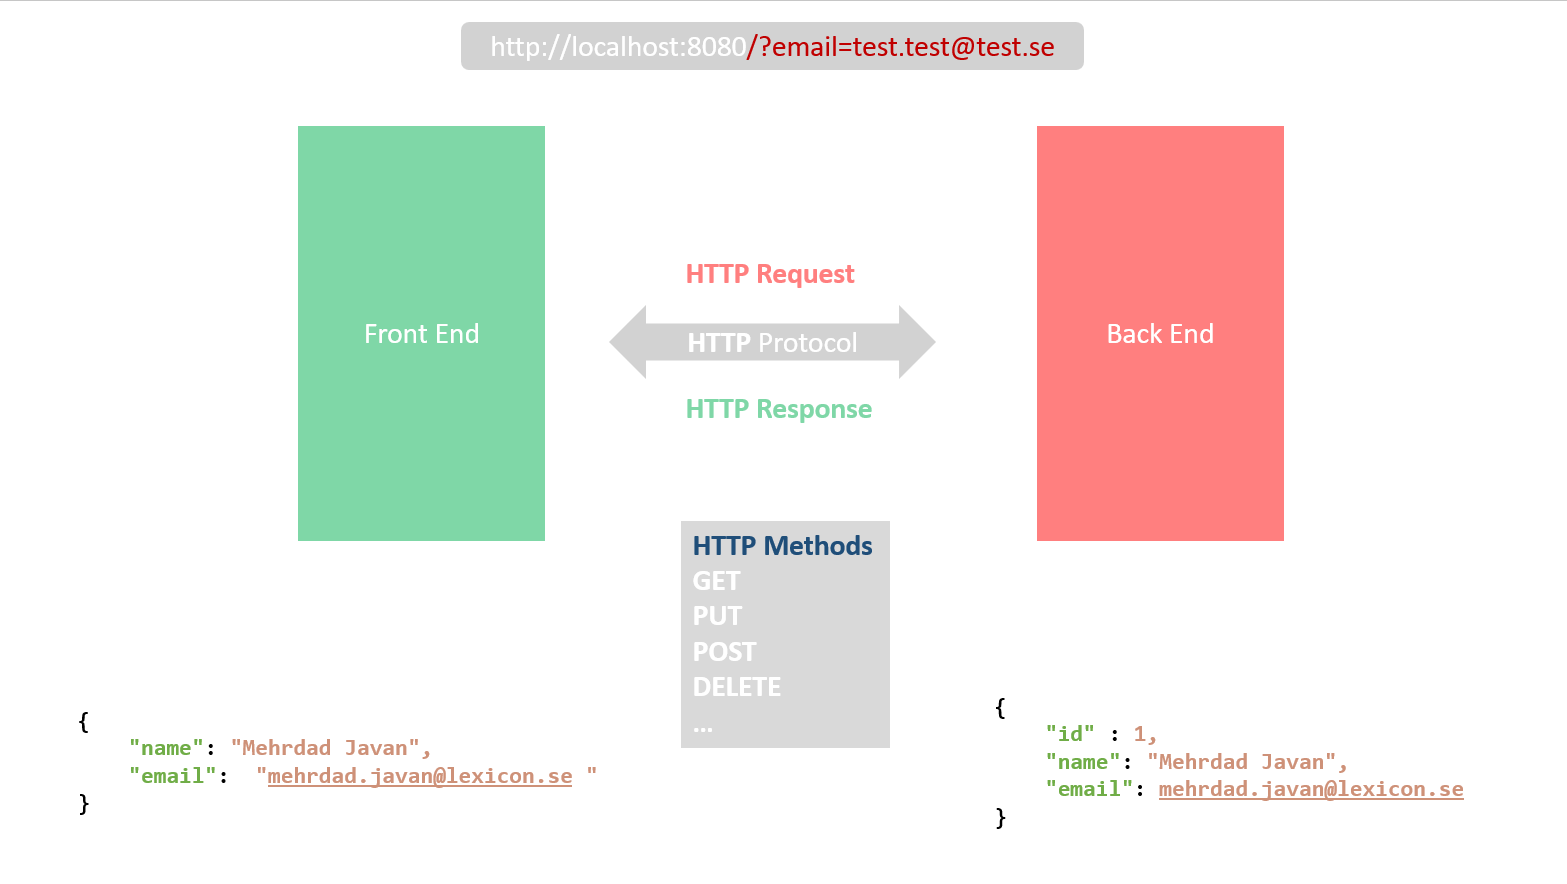 http://localhost:8080/?email=test.test@test.se
HTTP Request
Front End
HTTP Protocol
Back End
HTTP Response
HTTP Methods
GET
PUT
POST
DELETE
...
{
"name": "Mehrdad Javan",
"email":  "mehrdad.javan@lexicon.se "
}
{
"id" : 1,
"name": "Mehrdad Javan",
"email": mehrdad.javan@lexicon.se
}